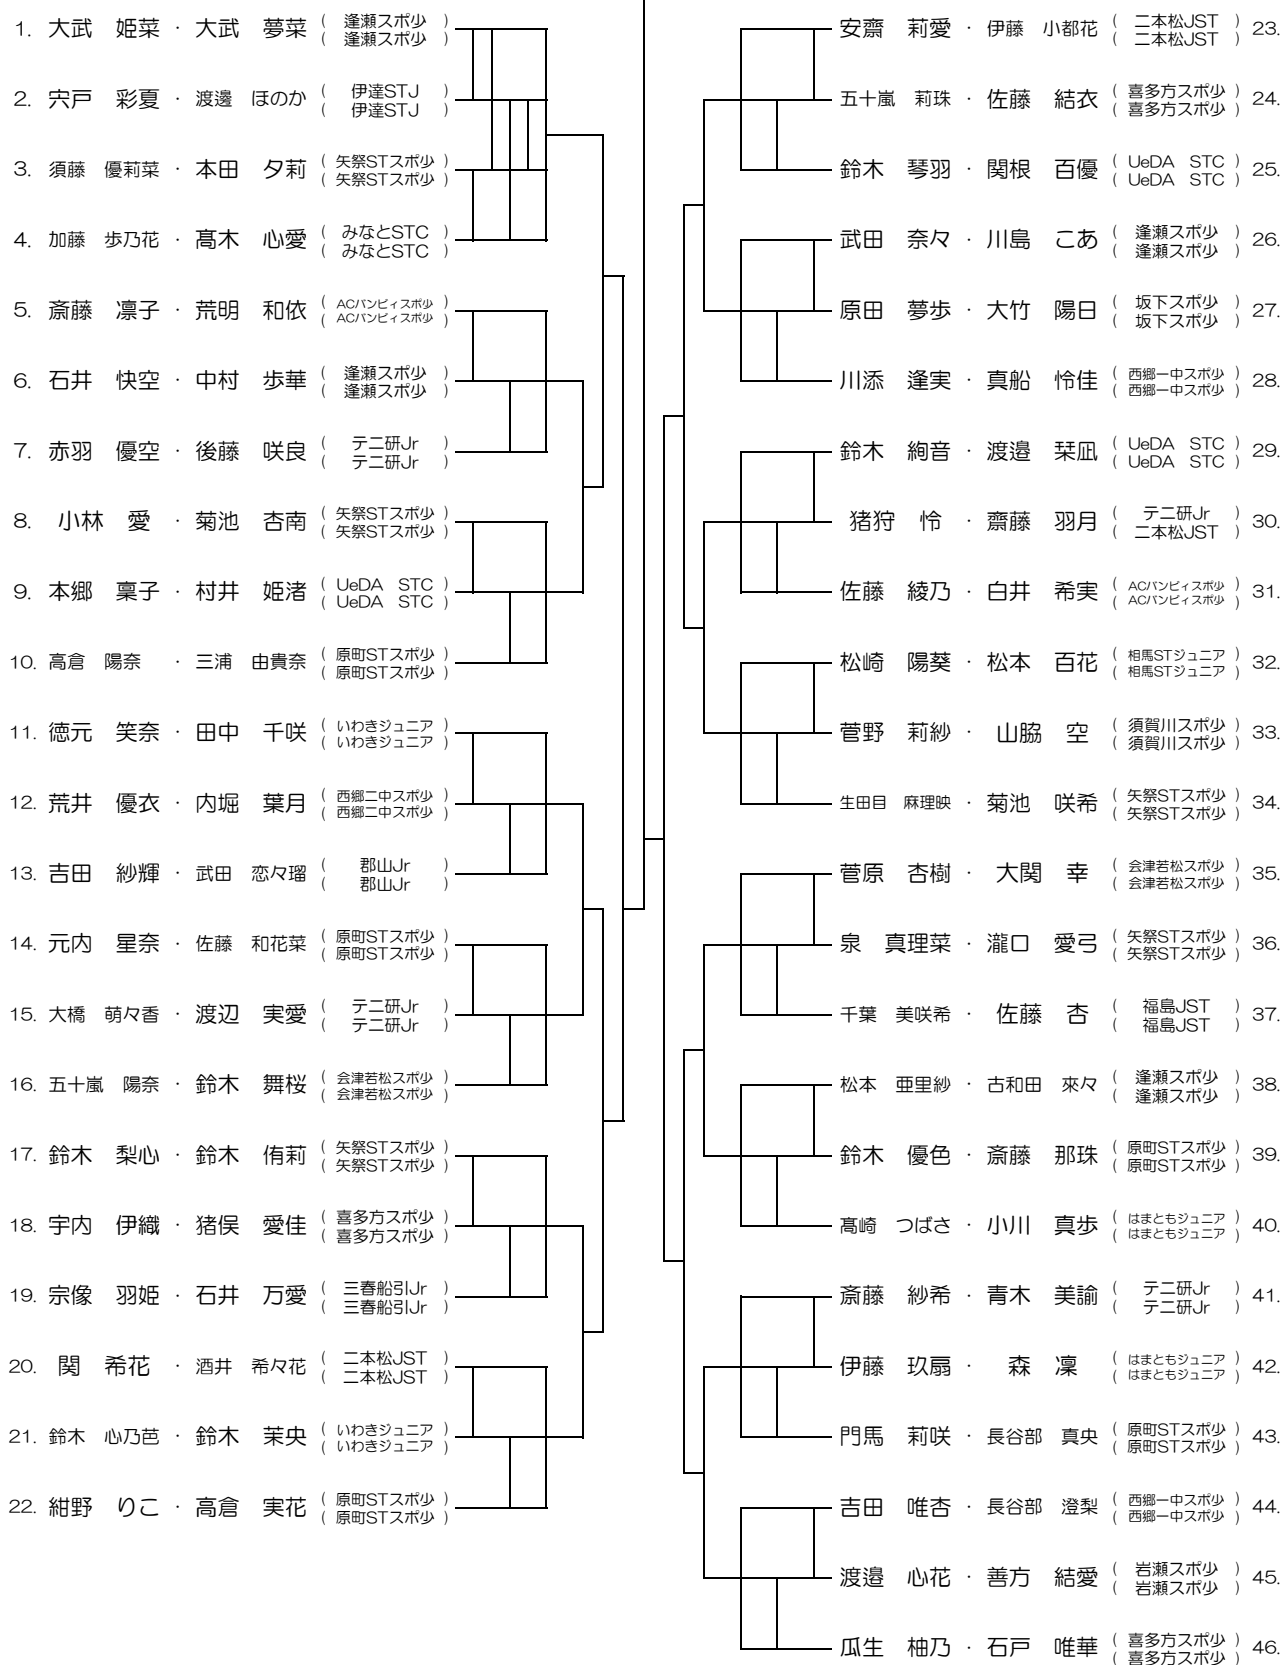 1. 大武 姫菜 ・ 大武 夢菜 ( 逢瀬スポ少 ) ( 逢瀬スポ少 )
2. 宍戸 彩夏 ・ 渡邊 ほのか ( 伊達STJ ) ( 伊達STJ )
3. 須藤 優莉菜 ・ 本田 夕莉 ( 矢祭STスポ少 ) ( 矢祭STスポ少 )
4. 加藤 歩乃花 ・ 髙木 心愛 ( みなとSTC ) ( みなとSTC )
5. 斎藤 凛子 ・ 荒明 和依 ( ACバンビィスポ少 ) ( ACバンビィスポ少 )
6. 石井 快空 ・ 中村 歩華 ( 逢瀬スポ少 ) ( 逢瀬スポ少 )
7. 赤羽 優空 ・ 後藤 咲良 ( テニ研Jr ) ( テニ研Jr )
8. 小林 愛 ・ 菊池 杏南 ( 矢祭STスポ少 ) ( 矢祭STスポ少 )
9. 本郷 稟子 ・ 村井 姫渚 ( UeDA STC ) ( UeDA STC )
10. 高倉 陽奈 ・ 三浦 由貴奈 ( 原町STスポ少 ) ( 原町STスポ少 )
11. 徳元 笑奈 ・ 田中 千咲 ( いわきジュニア ) ( いわきジュニア )
12. 荒井 優衣 ・ 内堀 葉月 ( 西郷二中スポ少 ) ( 西郷二中スポ少 )
13. 吉田 紗輝 ・ 武田 恋々瑠 ( 郡山Jr ) ( 郡山Jr )
14. 元内 星奈 ・ 佐藤 和花菜 ( 原町STスポ少 ) ( 原町STスポ少 )
15. 大橋 萌々香 ・ 渡辺 実愛 ( テニ研Jr ) ( テニ研Jr )
16. 五十嵐 陽奈 ・ 鈴木 舞桜 ( 会津若松スポ少 ) ( 会津若松スポ少 )
17. 鈴木 梨心 ・ 鈴木 侑莉 ( 矢祭STスポ少 ) ( 矢祭STスポ少 )
18. 宇内 伊織 ・ 猪俣 愛佳 ( 喜多方スポ少 ) ( 喜多方スポ少 )
19. 宗像 羽姫 ・ 石井 万愛 ( 三春船引Jr ) ( 三春船引Jr )
20. 関 希花 ・ 酒井 希々花 ( 二本松JST ) ( 二本松JST )
21. 鈴木 心乃芭 ・ 鈴木 茉央 ( いわきジュニア ) ( いわきジュニア )
22. 紺野 りこ ・ 高倉 実花 ( 原町STスポ少 ) ( 原町STスポ少 )
安齋 莉愛 ・ 伊藤 小都花 ( 二本松JST ) ( 二本松JST ) 23.
五十嵐 莉珠 ・ 佐藤 結衣 ( 喜多方スポ少 ) ( 喜多方スポ少 ) 24.
鈴木 琴羽 ・ 関根 百優 ( UeDA STC ) ( UeDA STC ) 25.
武田 奈々 ・ 川島 こあ ( 逢瀬スポ少 ) ( 逢瀬スポ少 ) 26.
原田 夢歩 ・ 大竹 陽日 ( 坂下スポ少 ) ( 坂下スポ少 ) 27.
川添 逢実 ・ 真船 怜佳 ( 西郷一中スポ少 ) ( 西郷一中スポ少 ) 28.
鈴木 絢音 ・ 渡邉 栞凪 ( UeDA STC ) ( UeDA STC ) 29.
猪狩 怜 ・ 齋藤 羽月 ( テニ研Jr ) ( 二本松JST ) 30.
佐藤 綾乃 ・ 白井 希実 ( ACバンビィスポ少 ) ( ACバンビィスポ少 ) 31.
松崎 陽葵 ・ 松本 百花 ( 相馬STジュニア ) ( 相馬STジュニア ) 32.
菅野 莉紗 ・ 山脇 空 ( 須賀川スポ少 ) ( 須賀川スポ少 ) 33.
生田目 麻理映 ・ 菊池 咲希 ( 矢祭STスポ少 ) ( 矢祭STスポ少 ) 34.
菅原 杏樹 ・ 大関 幸 ( 会津若松スポ少 ) ( 会津若松スポ少 ) 35.
泉 真理菜 ・ 瀧口 愛弓 ( 矢祭STスポ少 ) ( 矢祭STスポ少 ) 36.
千葉 美咲希 ・ 佐藤 杏 ( 福島JST ) ( 福島JST ) 37.
松本 亜里紗 ・ 古和田 來々 ( 逢瀬スポ少 ) ( 逢瀬スポ少 ) 38.
鈴木 優色 ・ 斎藤 那珠 ( 原町STスポ少 ) ( 原町STスポ少 ) 39.
髙崎 つばさ ・ 小川 真歩 ( はまともジュニア ) ( はまともジュニア ) 40.
斎藤 紗希 ・ 青木 美諭 ( テニ研Jr ) ( テニ研Jr ) 41.
伊藤 玖扇 ・ 森 凜 ( はまともジュニア ) ( はまともジュニア ) 42.
門馬 莉咲 ・ 長谷部 真央 ( 原町STスポ少 ) ( 原町STスポ少 ) 43.
吉田 唯杏 ・ 長谷部 澄梨 ( 西郷一中スポ少 ) ( 西郷一中スポ少 ) 44.
渡邉 心花 ・ 善方 結愛 ( 岩瀬スポ少 ) ( 岩瀬スポ少 ) 45.
瓜生 柚乃 ・ 石戸 唯華 ( 喜多方スポ少 ) ( 喜多方スポ少 ) 46.